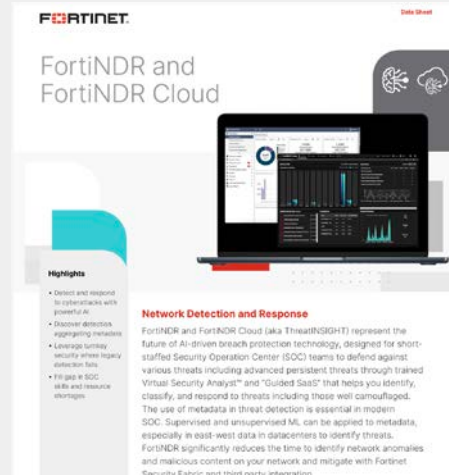 FORTINET
Data Sheet
FortiNDR and
FortiNDR Cloud
Highlights
• Detect and respond
to cyberattacks with
powerful AI
• Discover detection
aggregating metadata
• Leverage turnkey
security where legacy
detection fails
• Fill gap in SOC
skills and resource
shortages
Network Detection and Response
FortiNDR and FortiNDR Cloud (aka ThreatINSIGHT) represent the
future of AI-driven breach protection technology, designed for short-
staffed Security Operation Center (SOC) teams to defend against
various threats including advanced persistent threats through trained
Virtual Security Analyst™ and "Guided SaaS" that helps you identify,
classify, and respond to threats including those well camouflaged.
The use of metadata in threat detection is essential in modern
SOC. Supervised and unsupervised ML can be applied to metadata,
especially in east-west data in datacenters to identify threats.
FortiNDR significantly reduces the time to identify network anomalies
and malicious content on your network and mitigate with Fortinet
Security Fabric and third party integration.